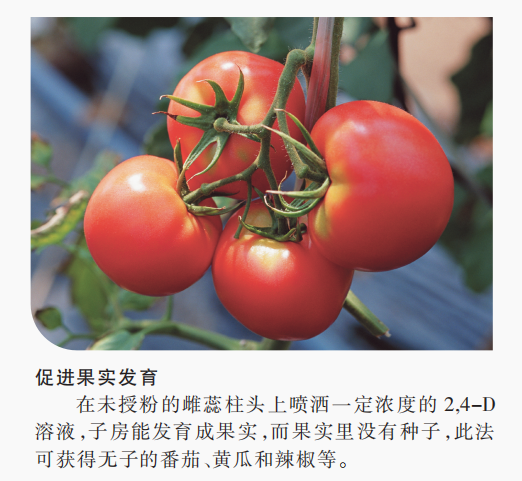 促进果实发育
在未授粉的雌蕊柱头上喷洒一定浓度的 2,4-D
溶液,子房能发育成果实,而果实里没有种子,此法
可获得无子的番茄、黄瓜和辣椒等。